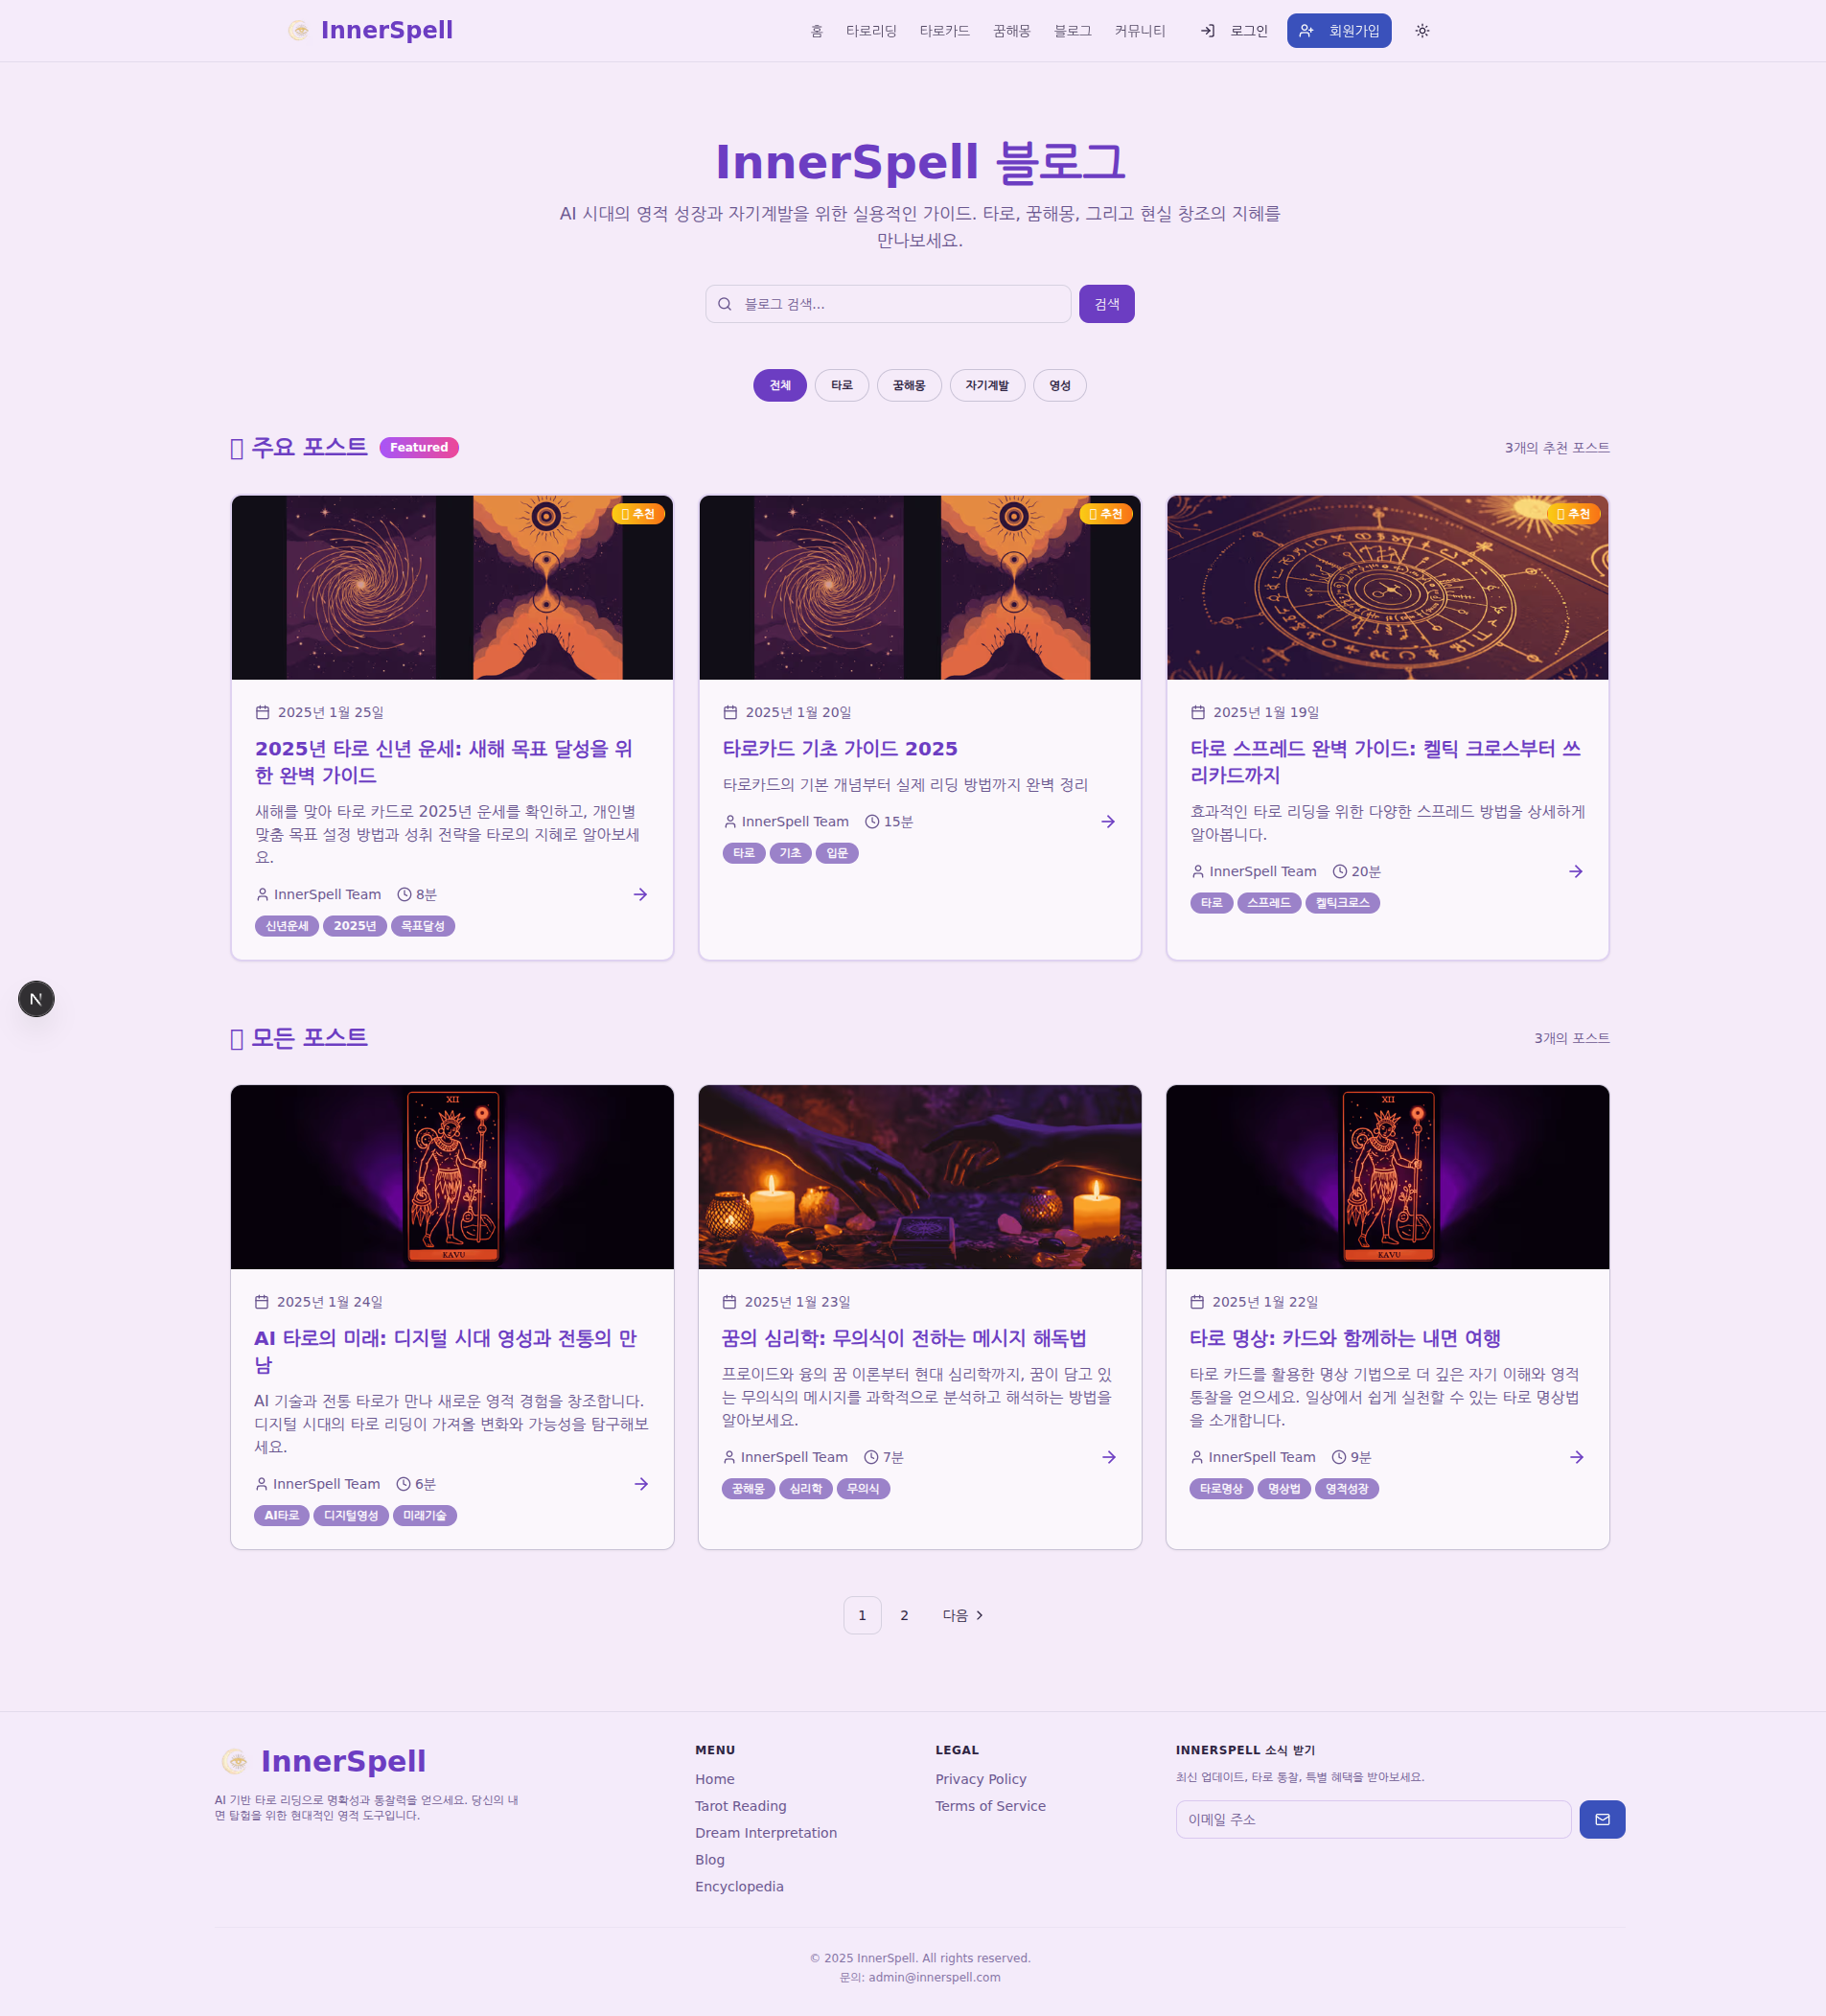 InnerSpell
홈
타로리딩
타로카드
꿈해몽
블로그
커뮤니티
로그인
회원가입
InnerSpell 블로그
AI 시대의 영적 성장과 자기계발을 위한 실용적인 가이드. 타로, 꿈해몽, 그리고 현실 창조의 지혜를
만나보세요.
블로그 검색...
검색
전체
타로
꿈해몽
자기계발
영성
주요 포스트
Featured
3개의 추천 포스트
추천
2025년 1월 25일
2025년 타로 신년 운세: 새해 목표 달성을 위
한 완벽 가이드
새해를 맞아 타로 카드로 2025년 운세를 확인하고, 개인별
맞춤 목표 설정 방법과 성취 전략을 타로의 지혜로 알아보세
요.
InnerSpell Team
8분
신년운세
2025년
목표달성
추천
2025년 1월 20일
타로카드 기초 가이드 2025
타로카드의 기본 개념부터 실제 리딩 방법까지 완벽 정리
InnerSpell Team
15분
타로
기초
입문
추천
2025년 1월 19일
타로 스프레드 완벽 가이드: 켈틱 크로스부터 쓰
리카드까지
효과적인 타로 리딩을 위한 다양한 스프레드 방법을 상세하게
알아봅니다.
InnerSpell Team
20분
타로
스프레드
켈틱크로스
모든 포스트
3개의 포스트
XII
KAVU
2025년 1월 24일
AI 타로의 미래: 디지털 시대 영성과 전통의 만
남
AI 기술과 전통 타로가 만나 새로운 영적 경험을 창조합니다.
디지털 시대의 타로 리딩이 가져올 변화와 가능성을 탐구해보
세요.
InnerSpell Team
6분
AI타로
디지털영성
미래기술
2025년 1월 23일
꿈의 심리학: 무의식이 전하는 메시지 해독법
프로이드와 융의 꿈 이론부터 현대 심리학까지, 꿈이 담고 있
는 무의식의 메시지를 과학적으로 분석하고 해석하는 방법을
알아보세요.
InnerSpell Team
7분
꿈해몽
심리학
무의식
XII
KAVU
2025년 1월 22일
타로 명상: 카드와 함께하는 내면 여행
타로 카드를 활용한 명상 기법으로 더 깊은 자기 이해와 영적
통찰을 얻으세요. 일상에서 쉽게 실천할 수 있는 타로 명상법
을 소개합니다.
InnerSpell Team
9분
타로명상
명상법
영적성장
1
2
다음
InnerSpell
AI 기반 타로 리딩으로 명확성과 통찰력을 얻으세요. 당신의 내
면 탐험을 위한 현대적인 영적 도구입니다.
MENU
Home
Tarot Reading
Dream Interpretation
Blog
Encyclopedia
LEGAL
Privacy Policy
Terms of Service
INNERSPELL 소식 받기
최신 업데이트, 타로 통찰, 특별 혜택을 받아보세요.
이메일 주소
© 2025 InnerSpell. All rights reserved.
문의: admin@innerspell.com